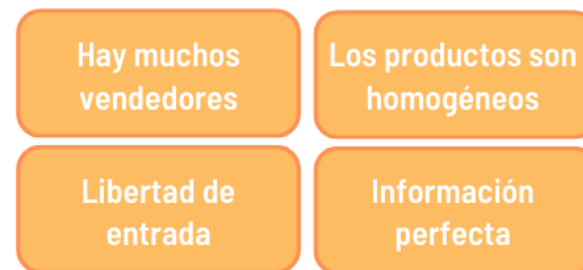 Hay muchos
vendedores
Los productos son
homogéneos
Libertad de
entrada
Información
perfecta